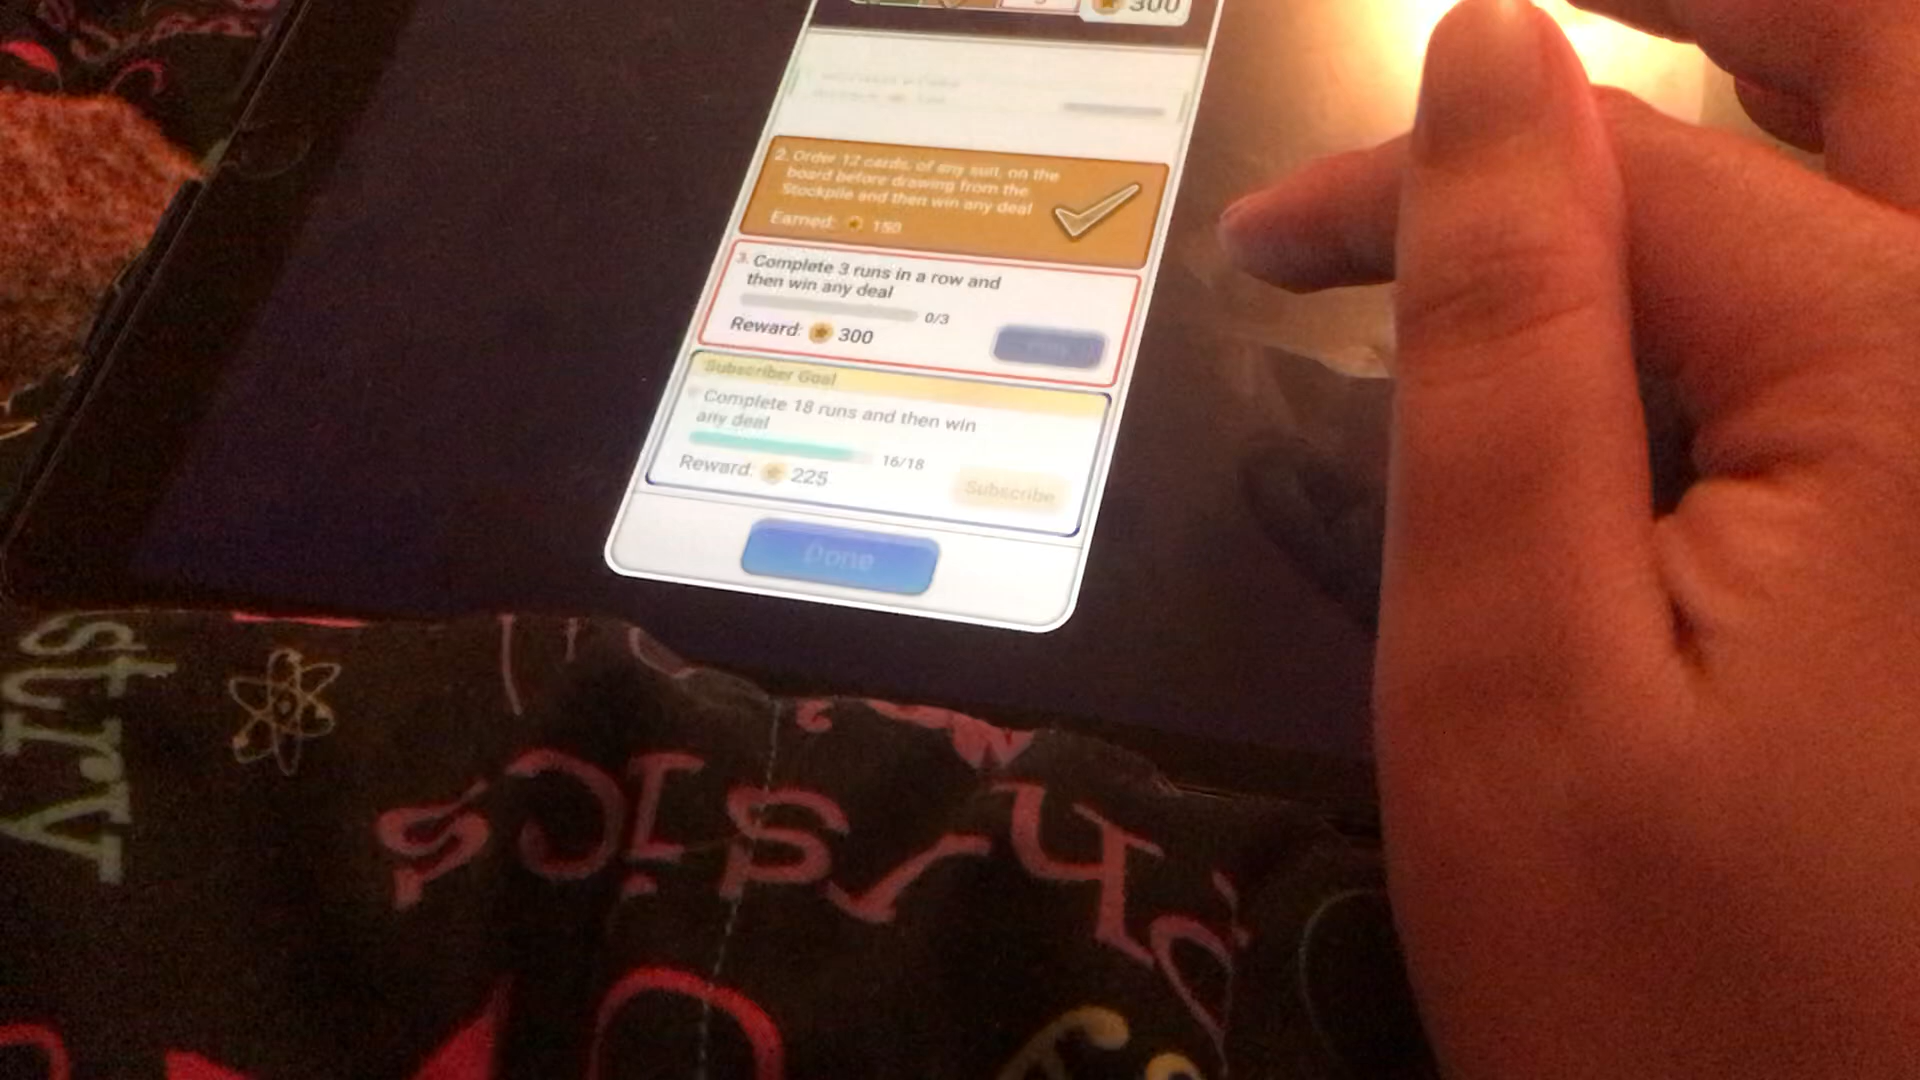 300
2. Order 12 cards, of any suit, on the
board before drawing from the
Stockpile and then win any deal
Earned: 150
3. Complete 3 runs in a row and
then win any deal
0/3
Reward: 300
Subscriber Goal
Complete 18 runs and then win
any deal
16/18
Reward: 225
Subscribe
Done